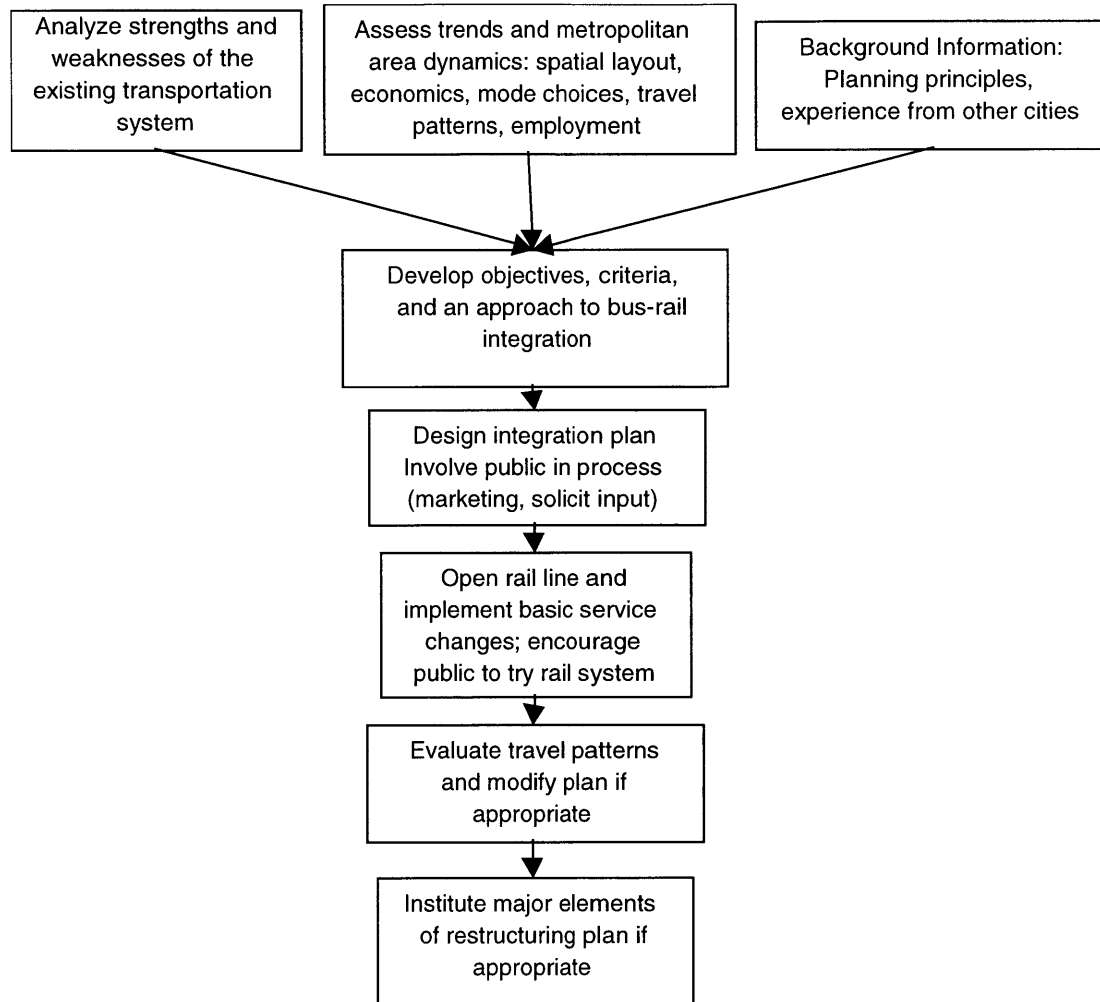 Analyze strengths and
weaknesses of the
existing transportation
system
Assess trends and metropolitan
area dynamics: spatial layout,
economics, mode choices, travel
patterns, employment
Background Information:
Planning principles,
experience from other cities
Develop objectives, criteria,
and an approach to bus-rail
integration
Design integration plan
Involve public in process
(marketing, solicit input)
Open rail line and
implement basic service
changes; encourage
public to try rail system
Evaluate travel patterns
and modify plan if
appropriate
Institute major elements
of restructuring plan if
appropriate